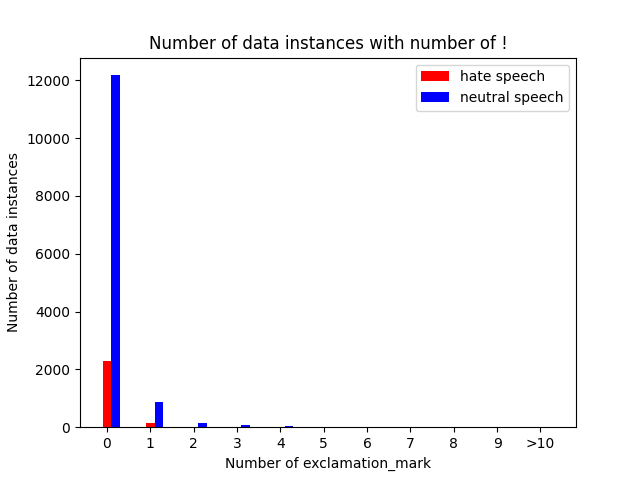 Number of data instances with number of !
hate speech
neutral speech
12000
10000
8000
6000
4000
2000
0
Number of data instances
0 1 2 3 4 5 6 7 8 9 >10
Number of exclamation_mark